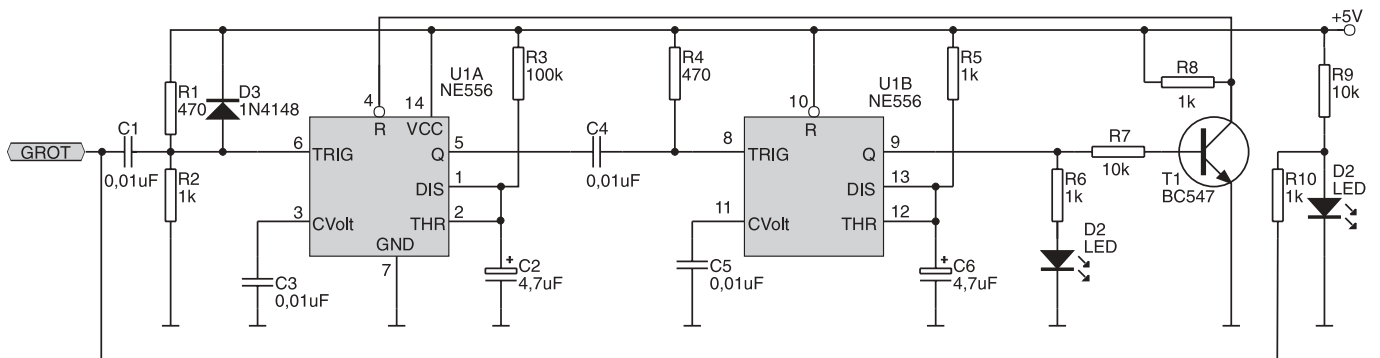 +5V
R1
470
D3
1N4148
C1
0,01uF
GROT
R2
1k
C3
0,01uF
U1A
NE556
4
14
R
VCC
6
TRIG
Q
5
DIS
1
3
CVolt
THR
2
GND
7
R3
100k
C2
4,7uF
C4
0,01uF
R4
470
U1B
NE556
10
R
8
TRIG
Q
9
DIS
13
11
CVolt
THR
12
C5
0,01uF
R5
1k
C6
4,7uF
R6
1k
D2
LED
R7
10k
R8
1k
T1
BC547
R9
10k
R10
1k
D2
LED